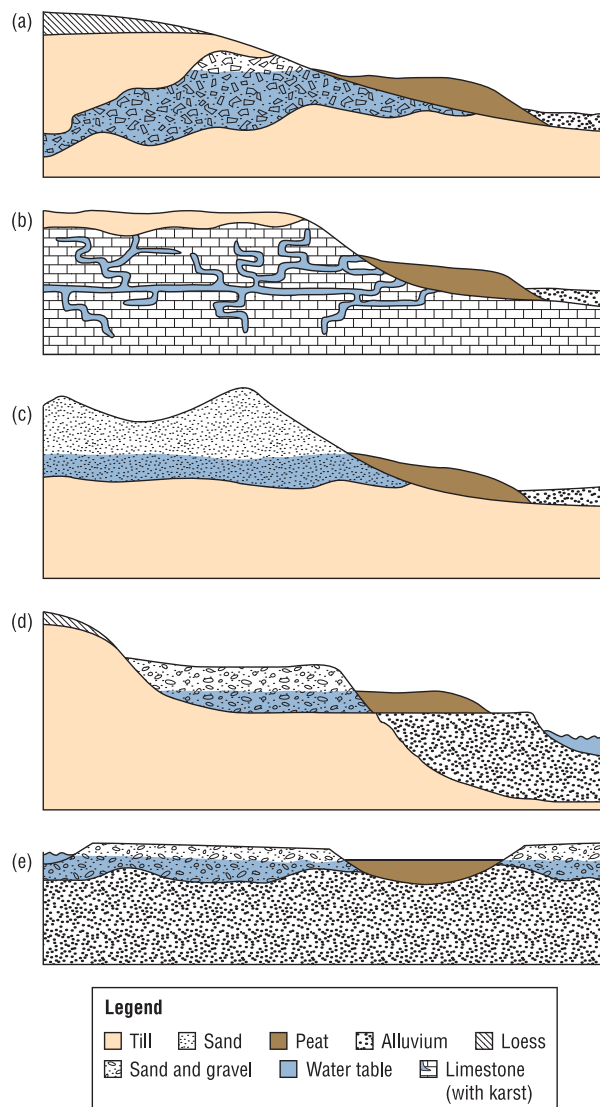 (a)
(b)
(c)
(d)
(e)
Legend
Till Sand Peat Alluvium Loess
Sand and gravel Water table Limestone
(with karst)